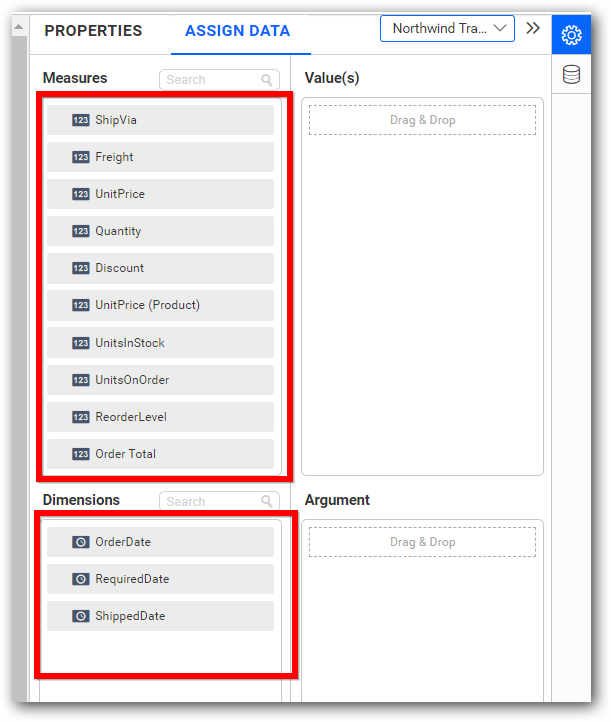 PROPERTIES
ASSIGN DATA
Northwind Tra...
Measures
Search
Value(s)
123 ShipVia
Drag & Drop
123 Freight
123 UnitPrice
123 Quantity
123 Discount
123 UnitPrice (Product)
123 UnitsInStock
123 UnitsOnOrder
123 ReorderLevel
123 Order Total
Dimensions
Search
Argument
OrderDate
Drag & Drop
RequiredDate
ShippedDate